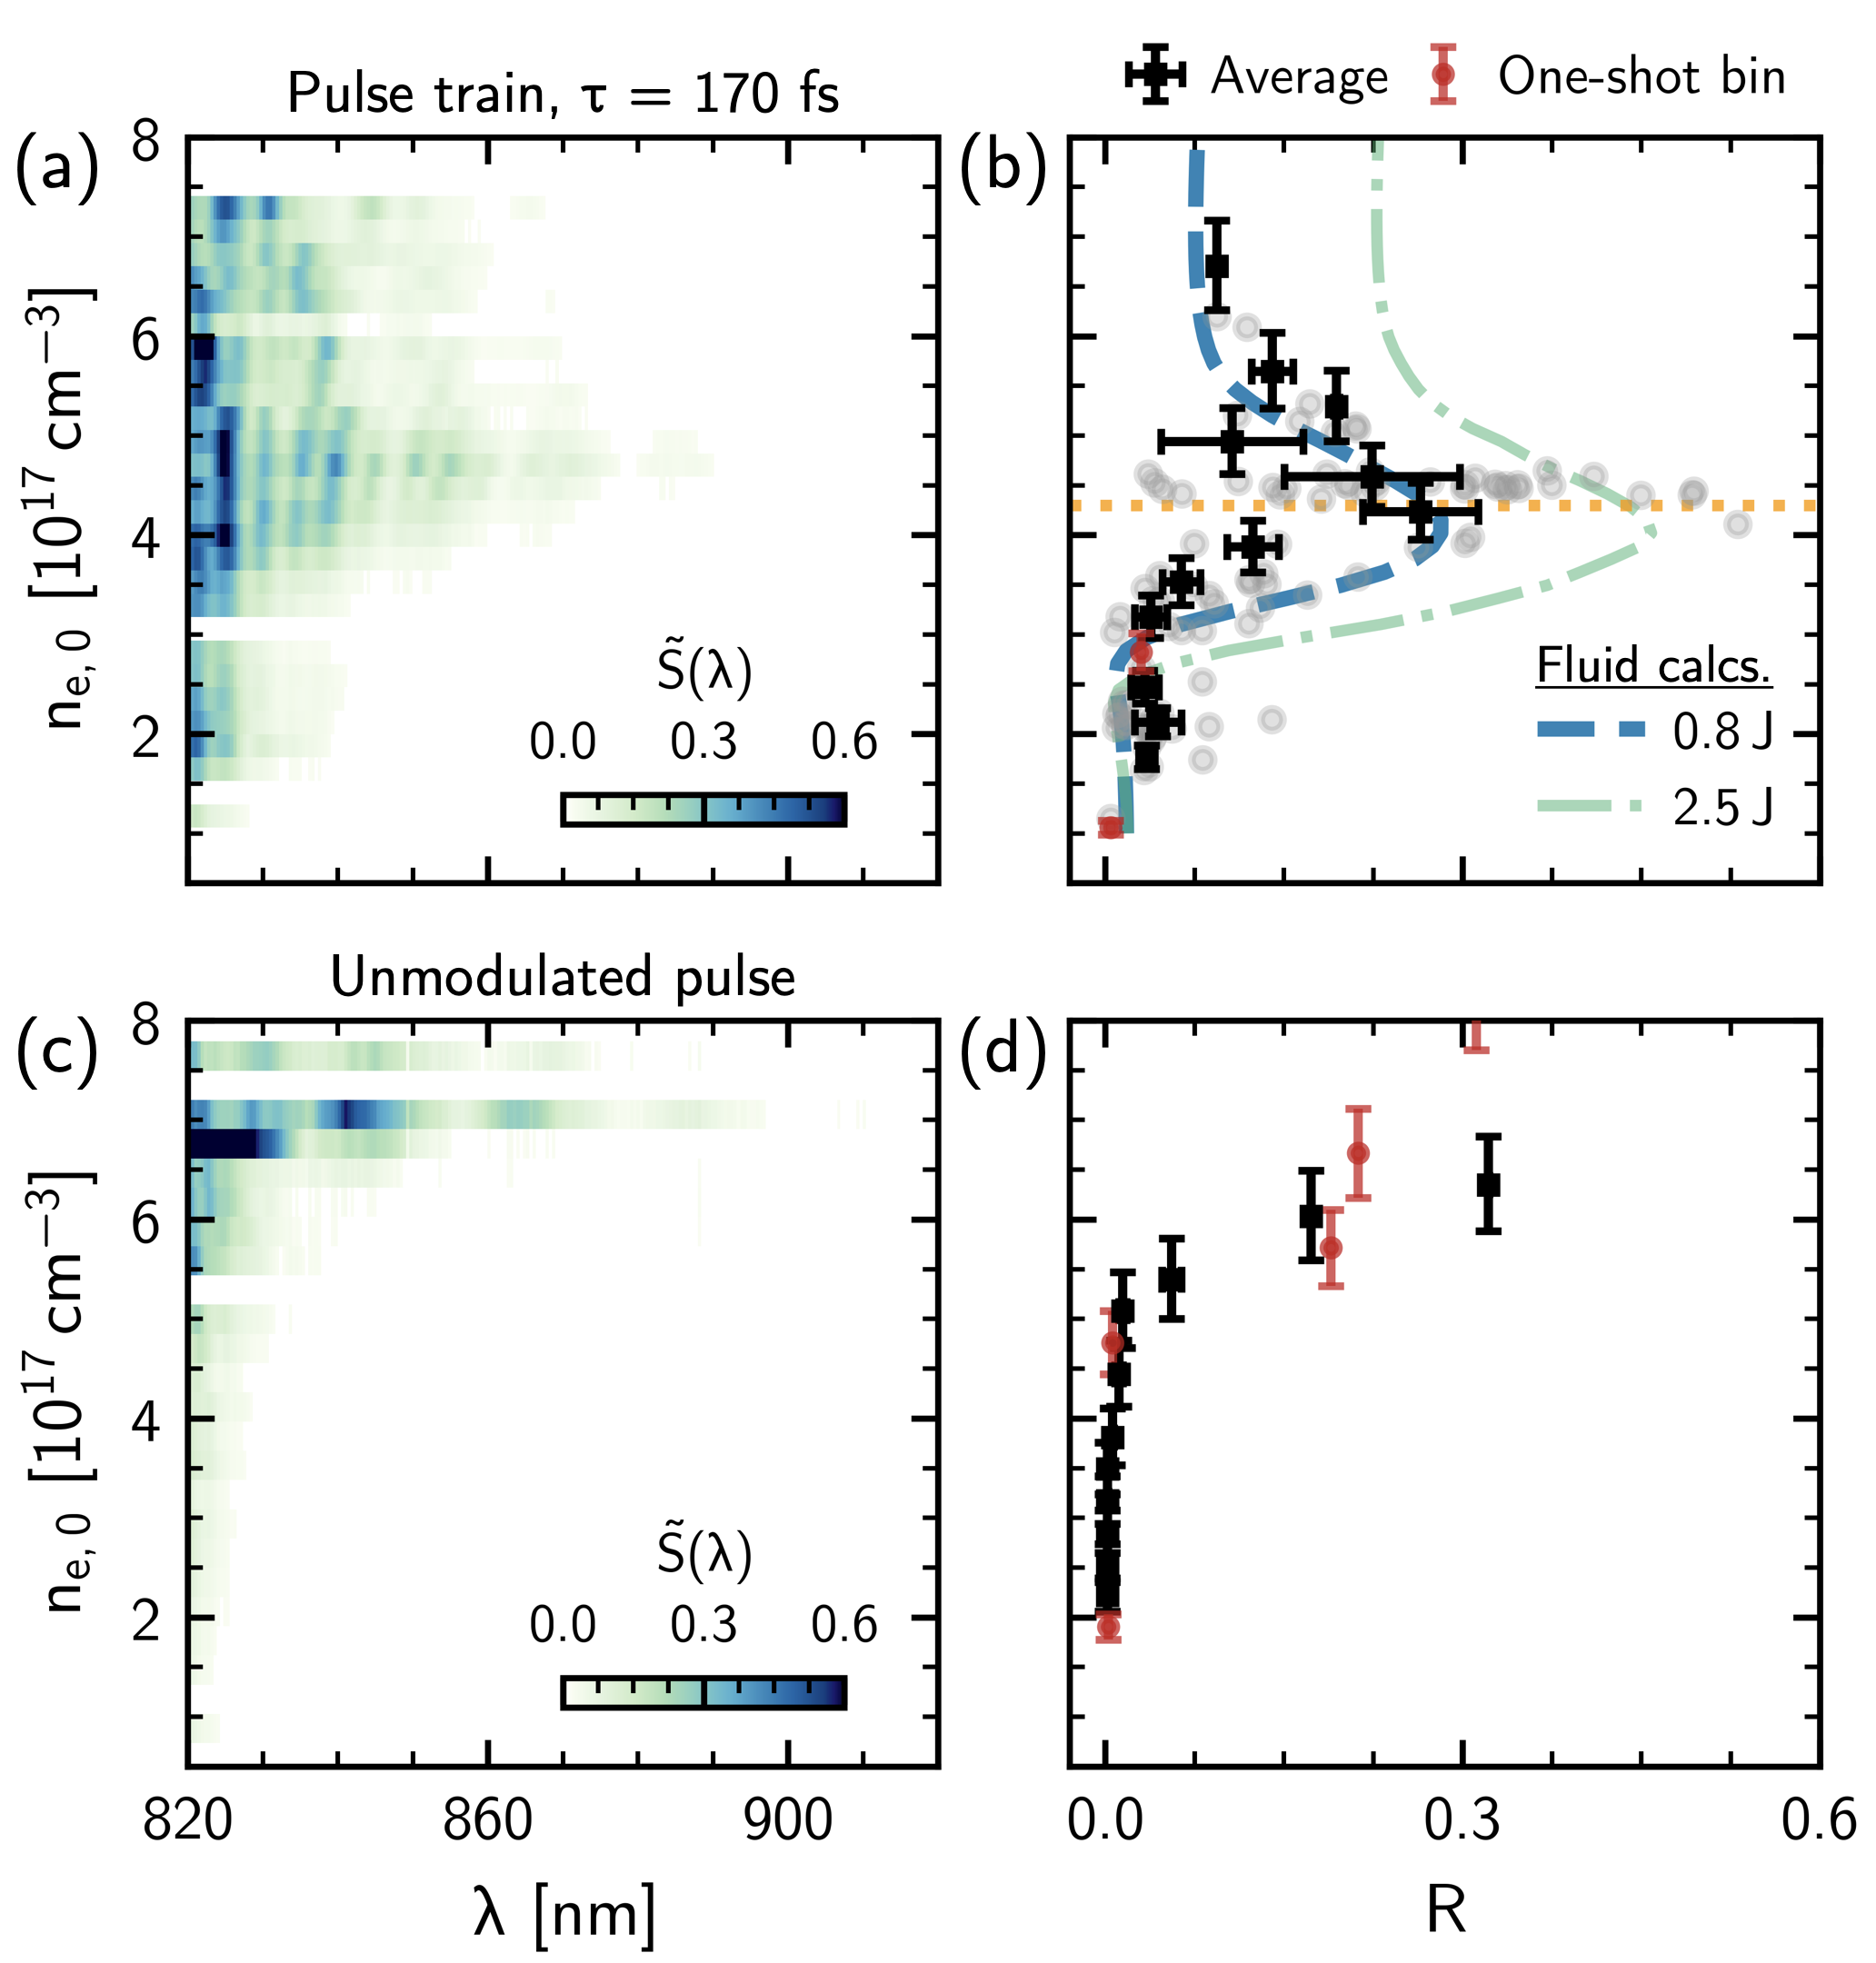 Average One-shot bin
Pulse train, τ = 170 fs
(a)
(b)
8
6
4
2
n_{e, 0} [10^{17} cm^{−3}]
S̃(λ)
0.0 0.3 0.6
Fluid calcs.
0.8 J
2.5 J
Unmodulated pulse
(c)
(d)
8
6
4
2
n_{e, 0} [10^{17} cm^{−3}]
S̃(λ)
0.0 0.3 0.6
820 860 900
0.0 0.3 0.6
λ [nm]
R